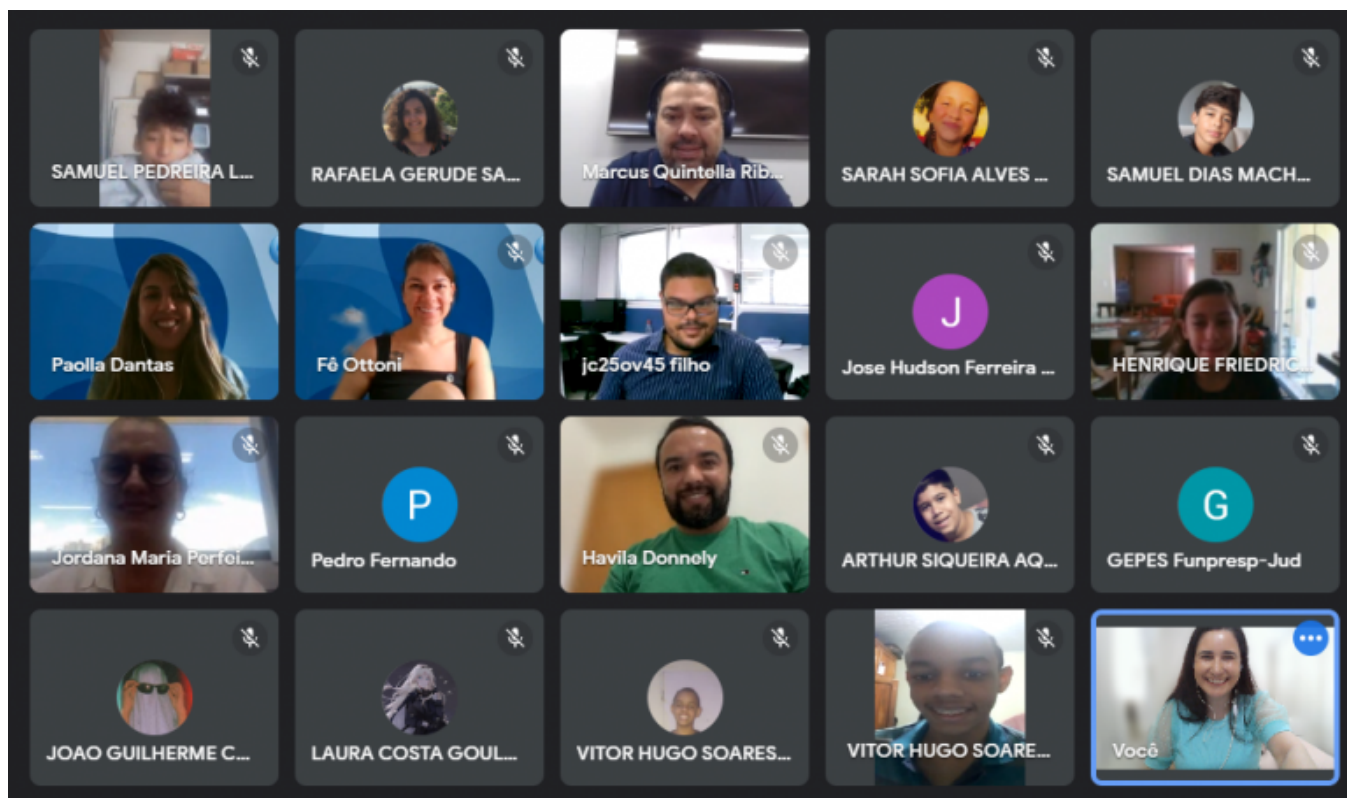 SAMUEL PEDREIRA L...
RAFAELA GERUDE SA...
Marcus Quintella Rib...
SARAH SOFIA ALVES ...
SAMUEL DIAS MACH...
Paolla Dantas
Fê Ottoni
jc25ov45 filho
J
Jose Hudson Ferreira ...
HENRIQUE FRIEDRIC...
Jordana Maria Perfei...
P
Pedro Fernando
Havila Donnely
ARTHUR SIQUEIRA AQ...
G
GEPES Funpresp-Jud
JOAO GUILHERME C...
LAURA COSTA GOUL...
VITOR HUGO SOARES...
VITOR HUGO SOARE...
Você